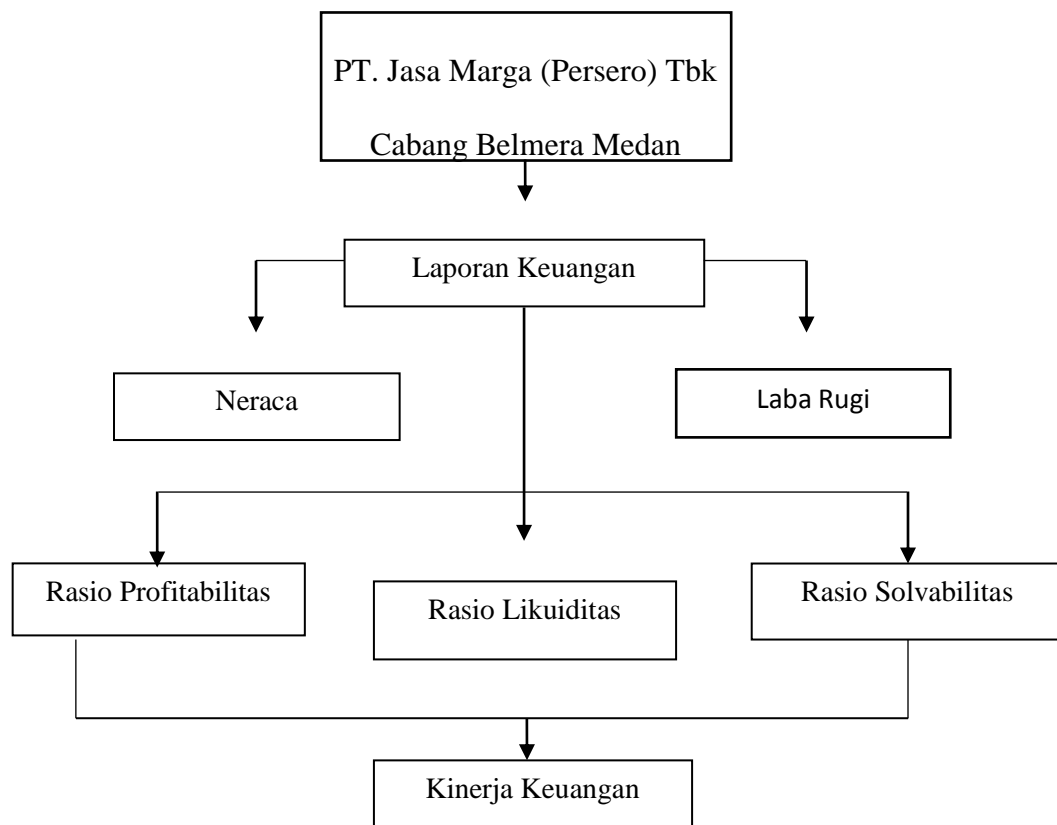 PT. Jasa Marga (Persero) Tbk
Cabang Belmera Medan
Laporan Keuangan
Neraca
Laba Rugi
Rasio Profitabilitas
Rasio Likuiditas
Rasio Solvabilitas
Kinerja Keuangan